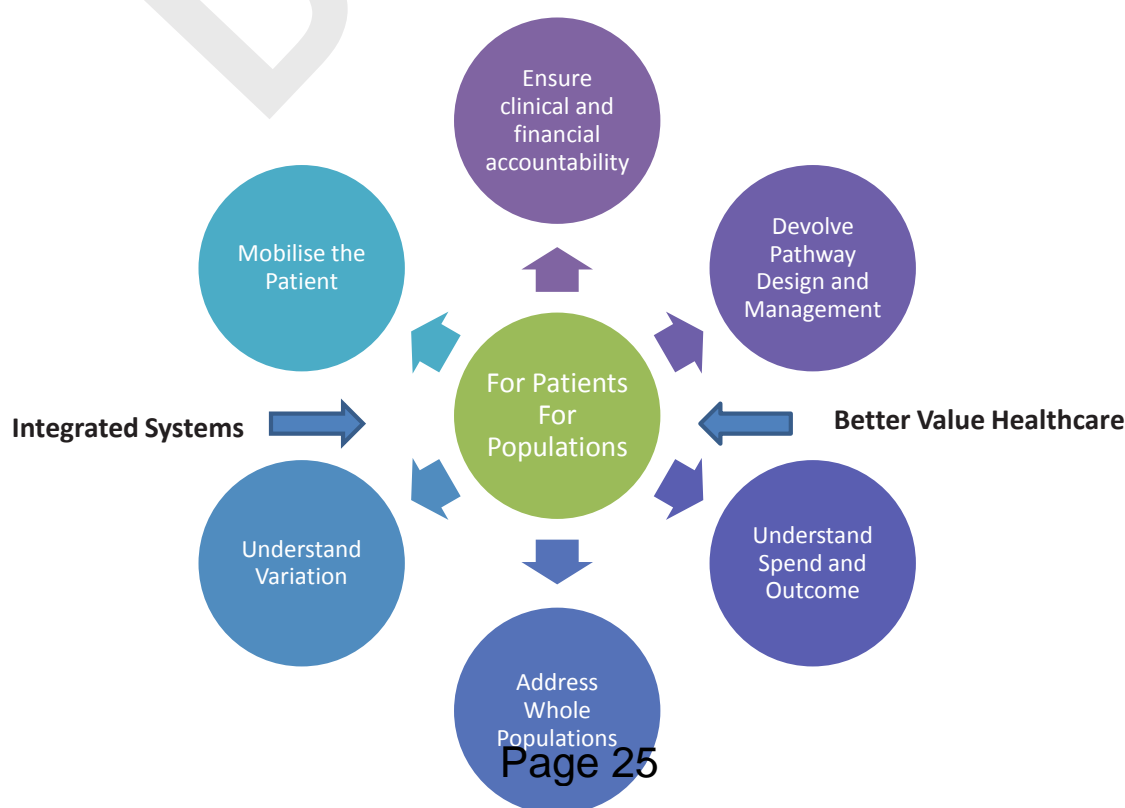 Ensure
clinical and
financial
accountability
Devolve
Pathway
Design and
Management
Mobilise the
Patient
For Patients
For
Populations
Integrated Systems
Better Value Healthcare
Understand
Spend and
Outcome
Understand
Variation
Address
Whole
Populations
Page 25